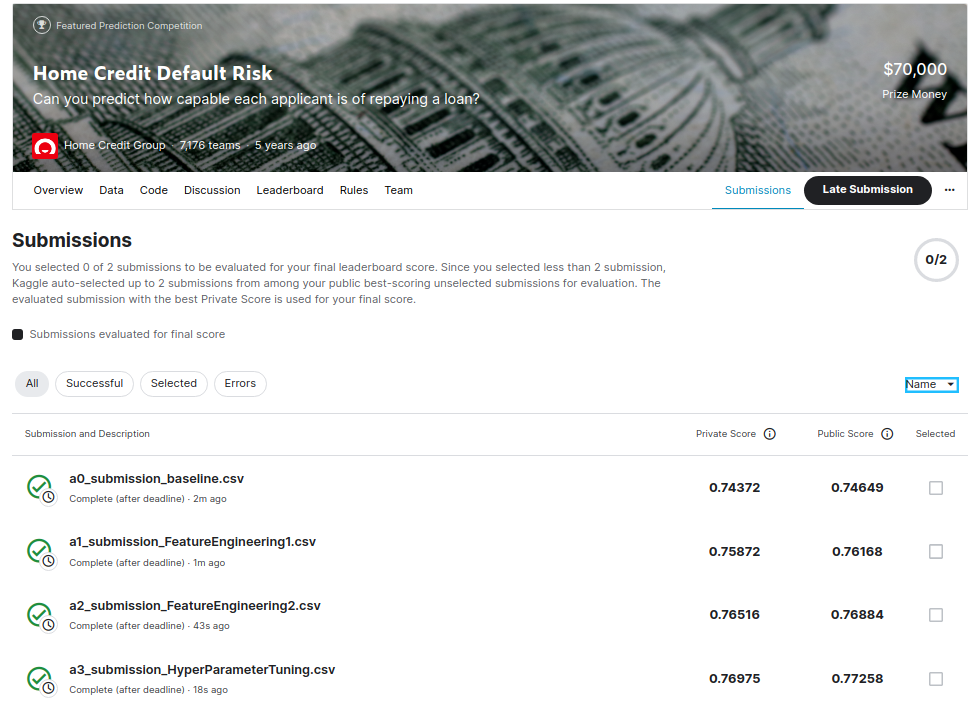 Featured Prediction Competition
Home Credit Default Risk
Can you predict how capable each applicant is of repaying a loan?
$70,000
Prize Money
Home Credit Group · 7,176 teams · 5 years ago
Overview Data Code Discussion Leaderboard Rules Team Submissions Late Submission ...
Submissions
You selected 0 of 2 submissions to be evaluated for your final leaderboard score. Since you selected less than 2 submission,
Kaggle auto-selected up to 2 submissions from among your public best-scoring unselected submissions for evaluation. The
evaluated submission with the best Private Score is used for your final score.
0/2
Submissions evaluated for final score
All Successful Selected Errors Name
Submission and Description Private Score Public Score Selected
a0_submission_baseline.csv
Complete (after deadline) · 2m ago
0.74372 0.74649
a1_submission_FeatureEngineering1.csv
Complete (after deadline) · 1m ago
0.75872 0.76168
a2_submission_FeatureEngineering2.csv
Complete (after deadline) · 43s ago
0.76516 0.76884
a3_submission_HyperParameterTuning.csv
Complete (after deadline) · 18s ago
0.76975 0.77258